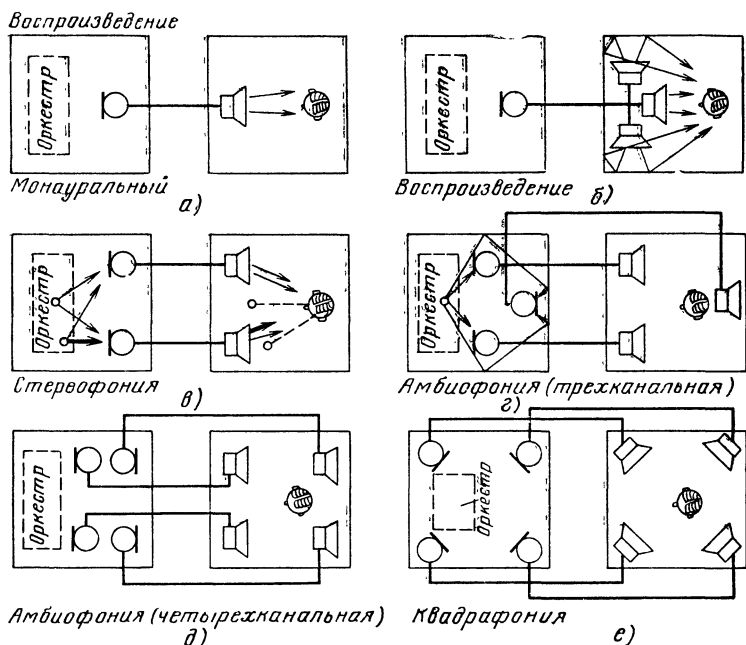 Воспроизведение
Оркестр
Монауральный
а)
Оркестр
Воспроизведение
б)
Оркестр
Стереофония
в)
Оркестр
Амбиофония (трехканальная)
г)
Оркестр
Амбиофония (четырехканальная)
д)
Оркестр
Квадрафония
е)